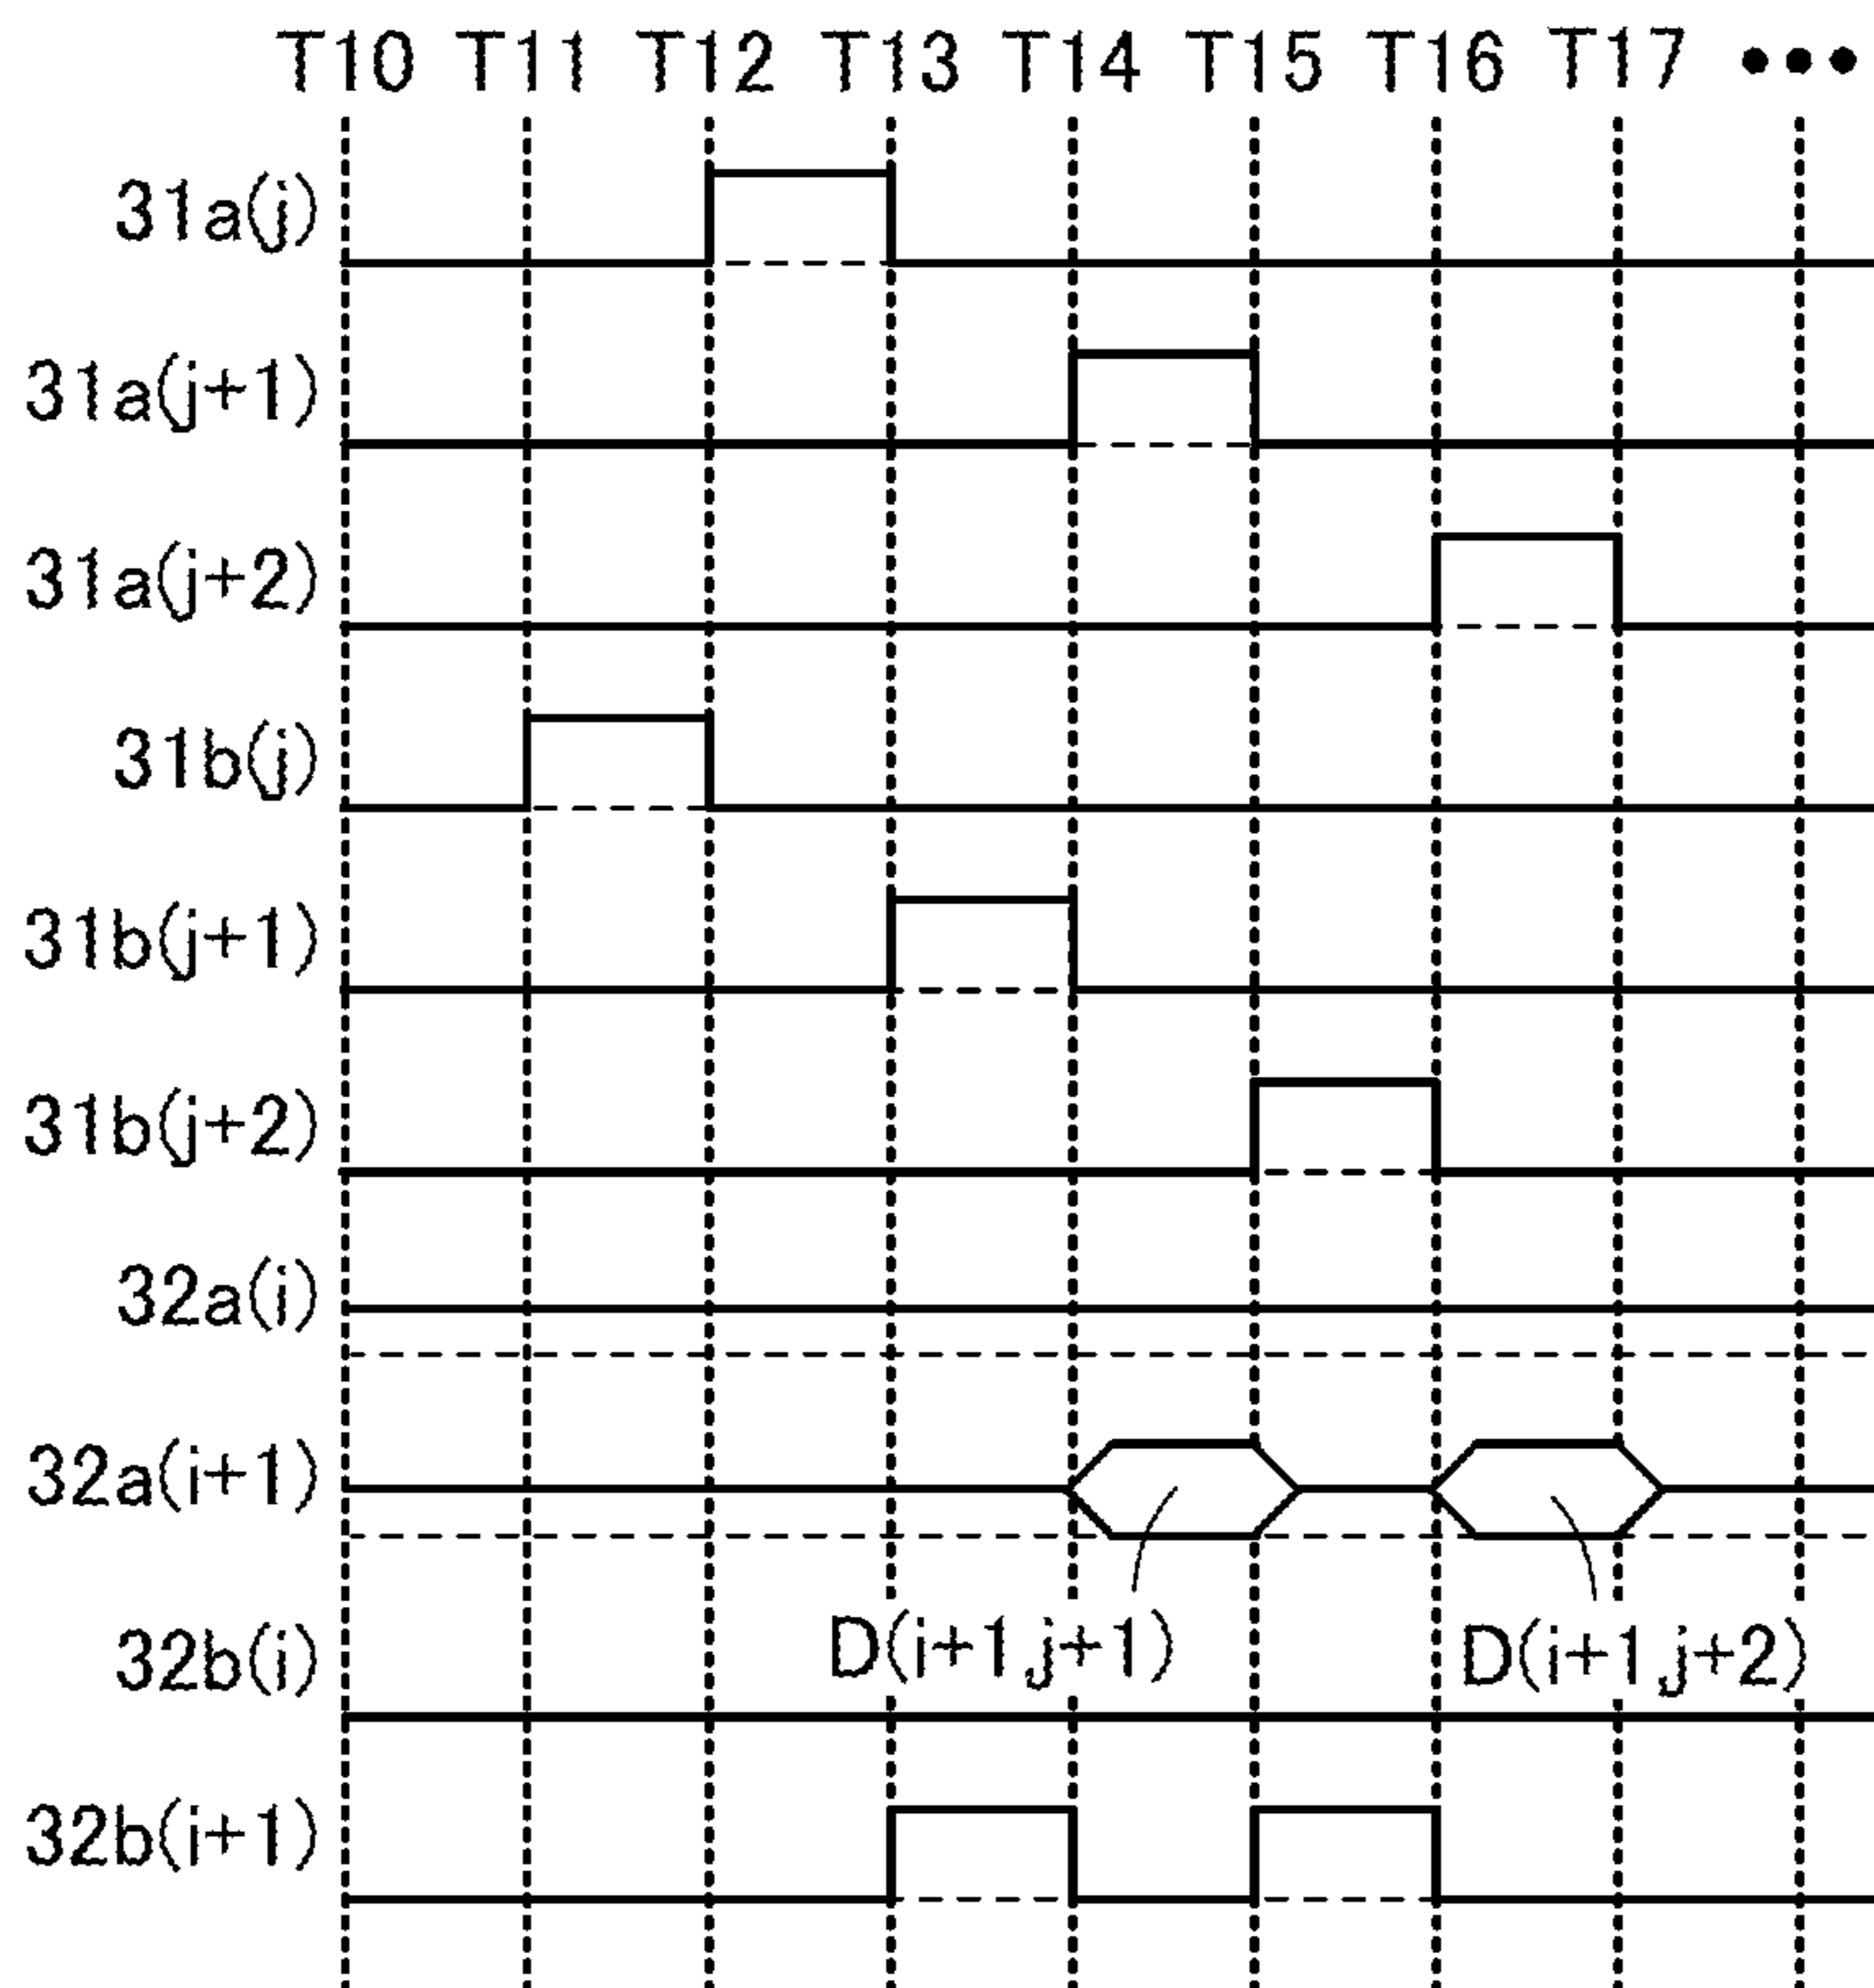 T10 T11 T12 T13 T14 T15 T16 T17 •••
31a(j)
31a(j+1)
31a(j+2)
31b(j)
31b(j+1)
31b(j+2)
32a(i)
32a(i+1)
D(i+1,j+1) D(i+1,j+2)
32b(i)
32b(i+1)